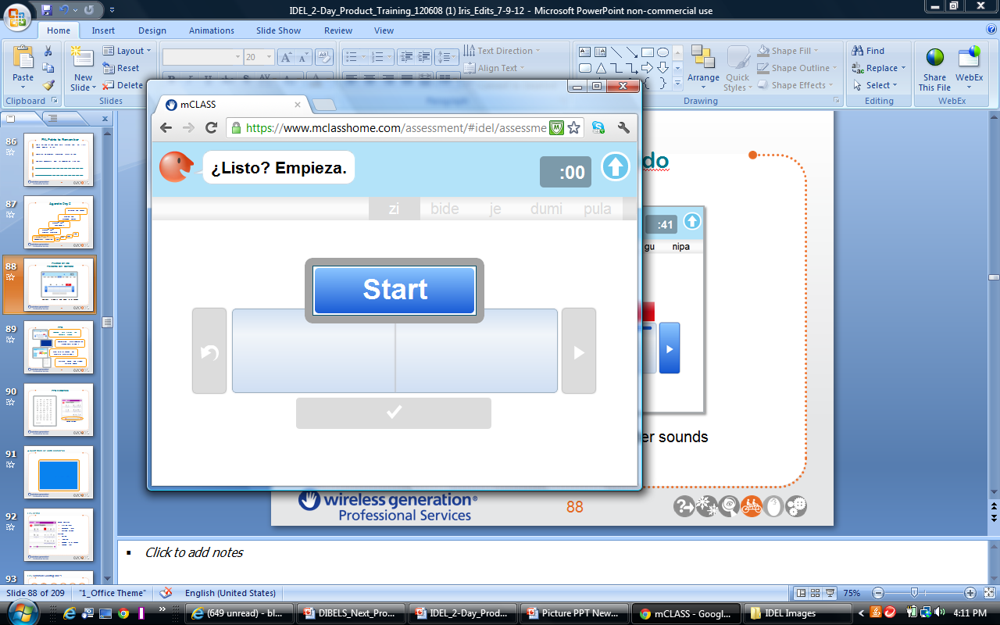 IDEL_2-Day_Product_Training_120608 (1) Iris_Edits_7-9-12 - Microsoft PowerPoint non-commercial use
Home Insert Design Animations Slide Show Review View
Paste
New Slide
Layout
Reset
Delete
20
Text Direction
Align Text
Arrange
Quick Styles
Shape Fill
Shape Outline
Shape Effects
Find
Replace
Select
Share This File
WebEx
Clipboard Slides Paragraph Drawing Editing WebEx
mCLASS
https://www.mclasshome.com/assessment/#idel/assessme
¿Listo? Empieza.
:00
zi bide je dumi pula
Start
do
:41
gu nipa
er sounds
86
87
88
89
90
91
92
93
wireless generation®
Professional Services
88
Click to add notes
Slide 88 of 209 "1_Office Theme" English (United States) 75%
(649 unread) - bl... DIBELS_Next_Pro... IDEL_2-Day_Prod... Picture PPT New... mCLASS - Googl... IDEL Images 4:11 PM